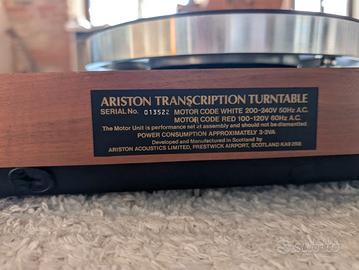 ARISTON TRANSCRIPTION TURNTABLE
SERIAL No. 013522 MOTOR CODE WHITE 200-240V 50Hz A.C.
MOTOR CODE RED 100-120V 60Hz A.C.
The Motor Unit is performance set at assembly and should not be dismantled
POWER CONSUMPTION APPROXIMATELY 3·3VA
Developed and Manufactured in Scotland by
ARISTON ACOUSTICS LIMITED, PRESTWICK AIRPORT, SCOTLAND KA9 2RB
subito